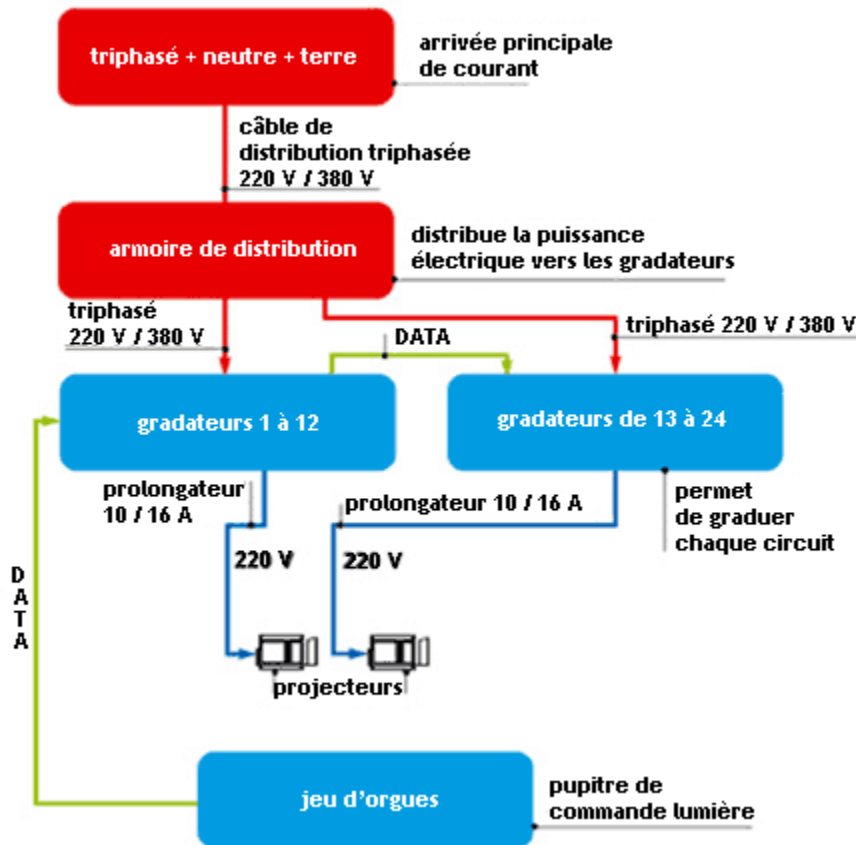 triphasé + neutre + terre
arrivée principale
de courant
câble de
distribution triphasée
220 V / 380 V
armoire de distribution
distribue la puissance
électrique vers les gradateurs
triphasé
220 V / 380 V
DATA
triphasé 220 V / 380 V
gradateurs 1 à 12
gradateurs de 13 à 24
prolongateur
10 / 16 A
prolongateur 10 / 16 A
permet
de graduer
chaque circuit
220 V
220 V
DATA
projecteurs
jeu d'orgues
pupitre de
commande lumière